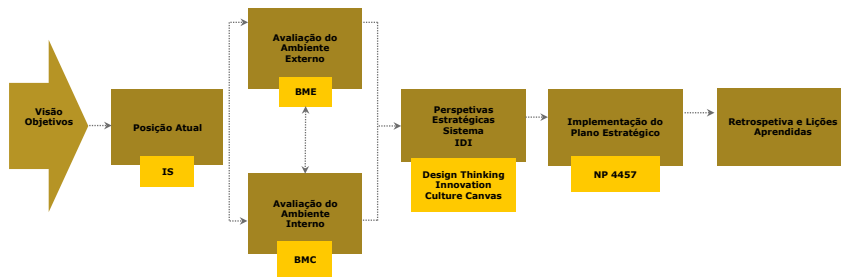 Visão
Objetivos
Posição Atual
IS
Avaliação do
Ambiente
Externo
BME
Avaliação do
Ambiente
Interno
BMC
Perspetivas
Estratégicas
Sistema
IDI
Design Thinking
Innovation
Culture Canvas
Implementação do
Plano Estratégico
NP 4457
Retrospetiva e Lições
Aprendidas